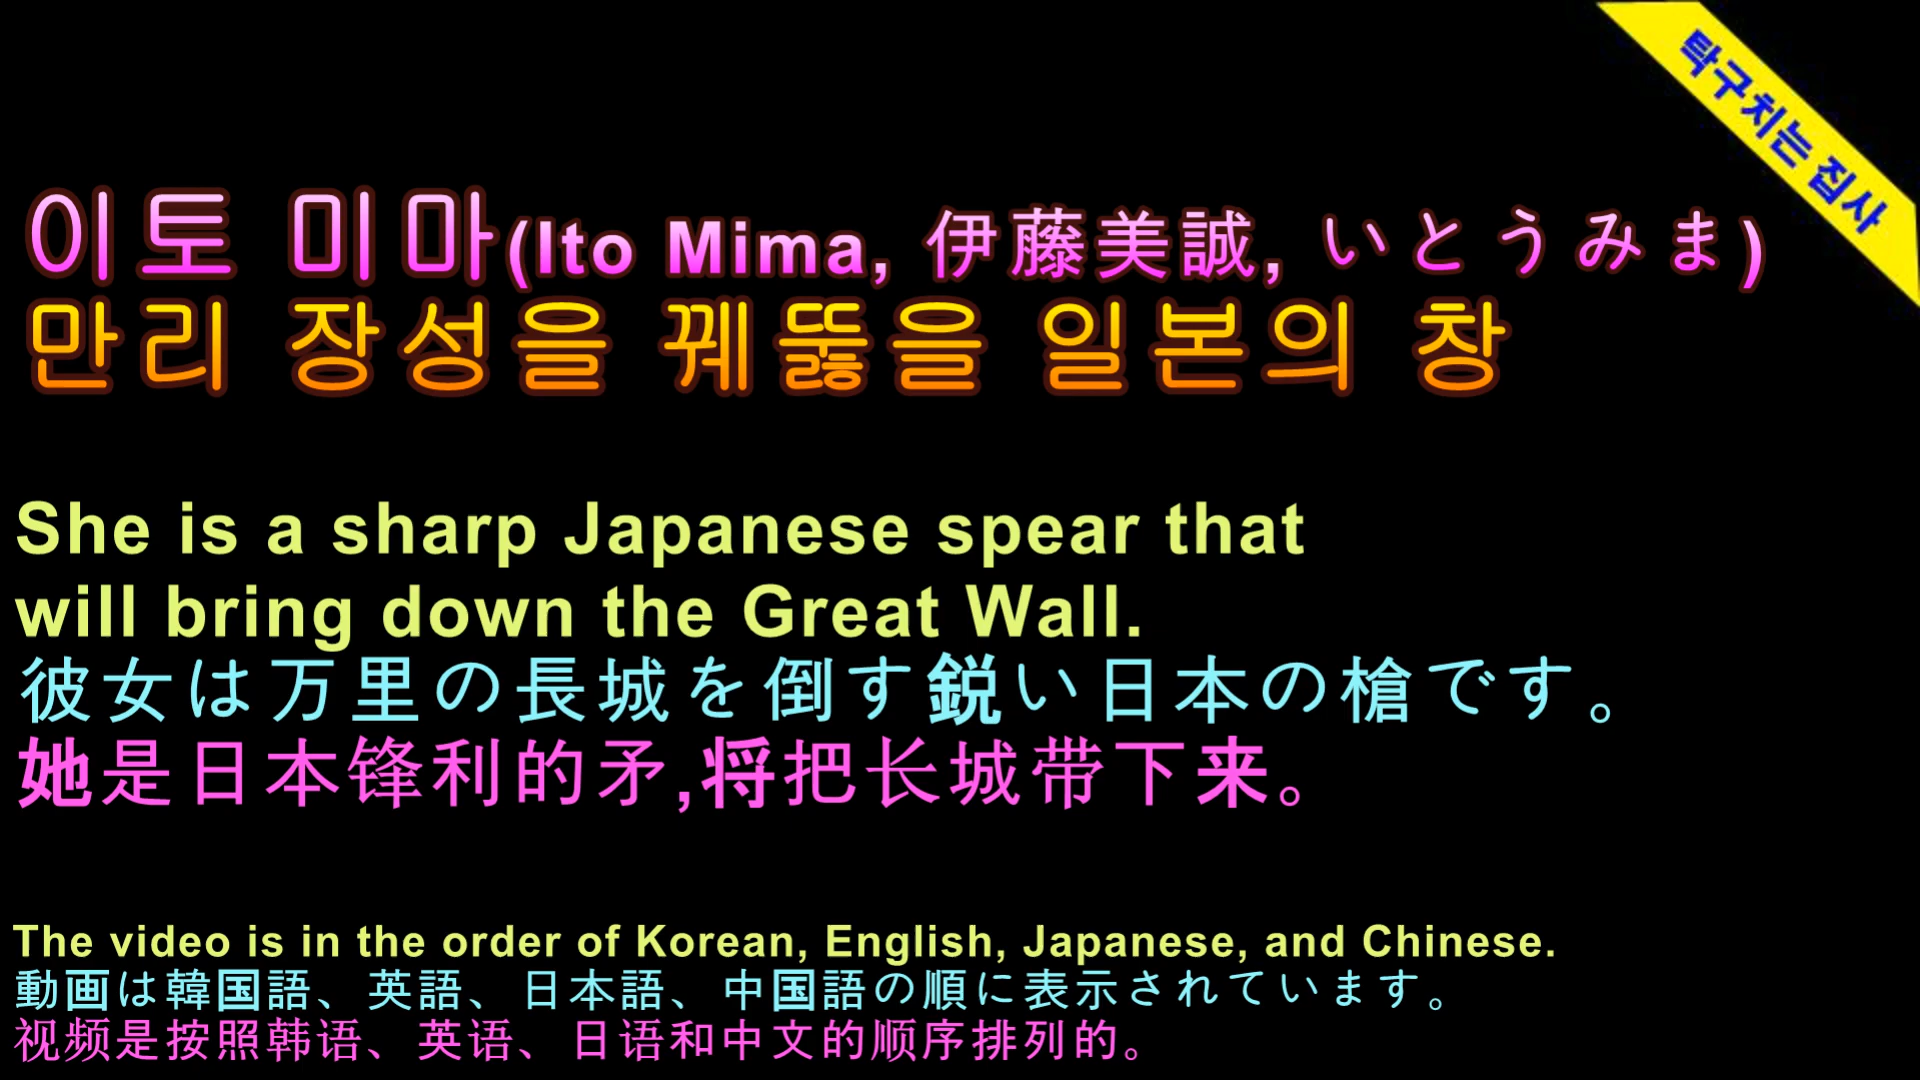 탁구치는 집사
이토 미마(Ito Mima, 伊藤美誠, いとうみま)
만리 장성을 꿰뚫을 일본의 창
She is a sharp Japanese spear that
will bring down the Great Wall.
彼女は万里の長城を倒す鋭い日本の槍です。
她是日本锋利的矛,将把长城带下来。
The video is in the order of Korean, English, Japanese, and Chinese.
動画は韓国語、英語、日本語、中国語の順に表示されています。
视频是按照韩语、英语、日语和中文的顺序排列的。